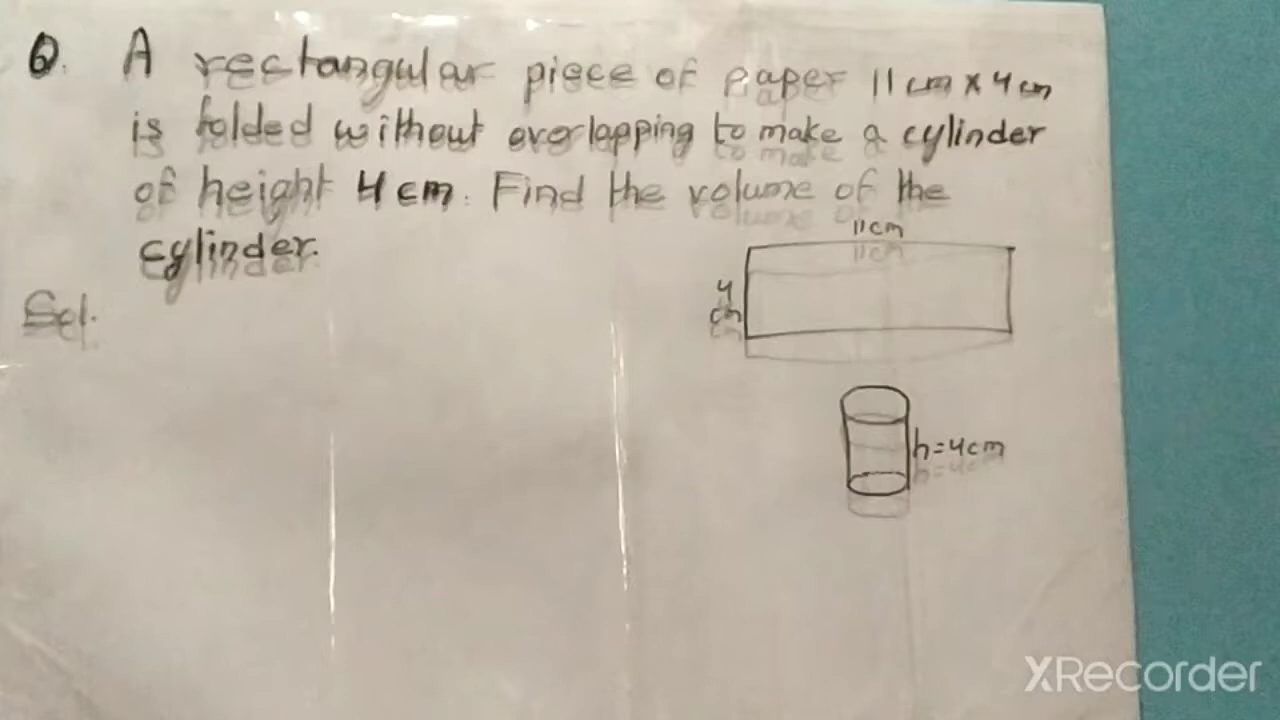 Q. A rectangular piece of paper 11 cm x 4 cm
is folded without overlapping to make a cylinder
of height 4 cm. Find the volume of the
cylinder.
11cm
Sol.
4
cm
h=4cm
XRecorder